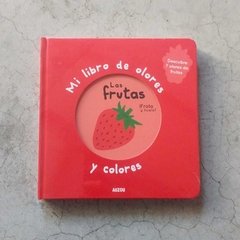 Mi libro de olores
Las
frutas
¡Frota
y huele!
Descubre
7 olores de
frutas
y colores
AUZOU